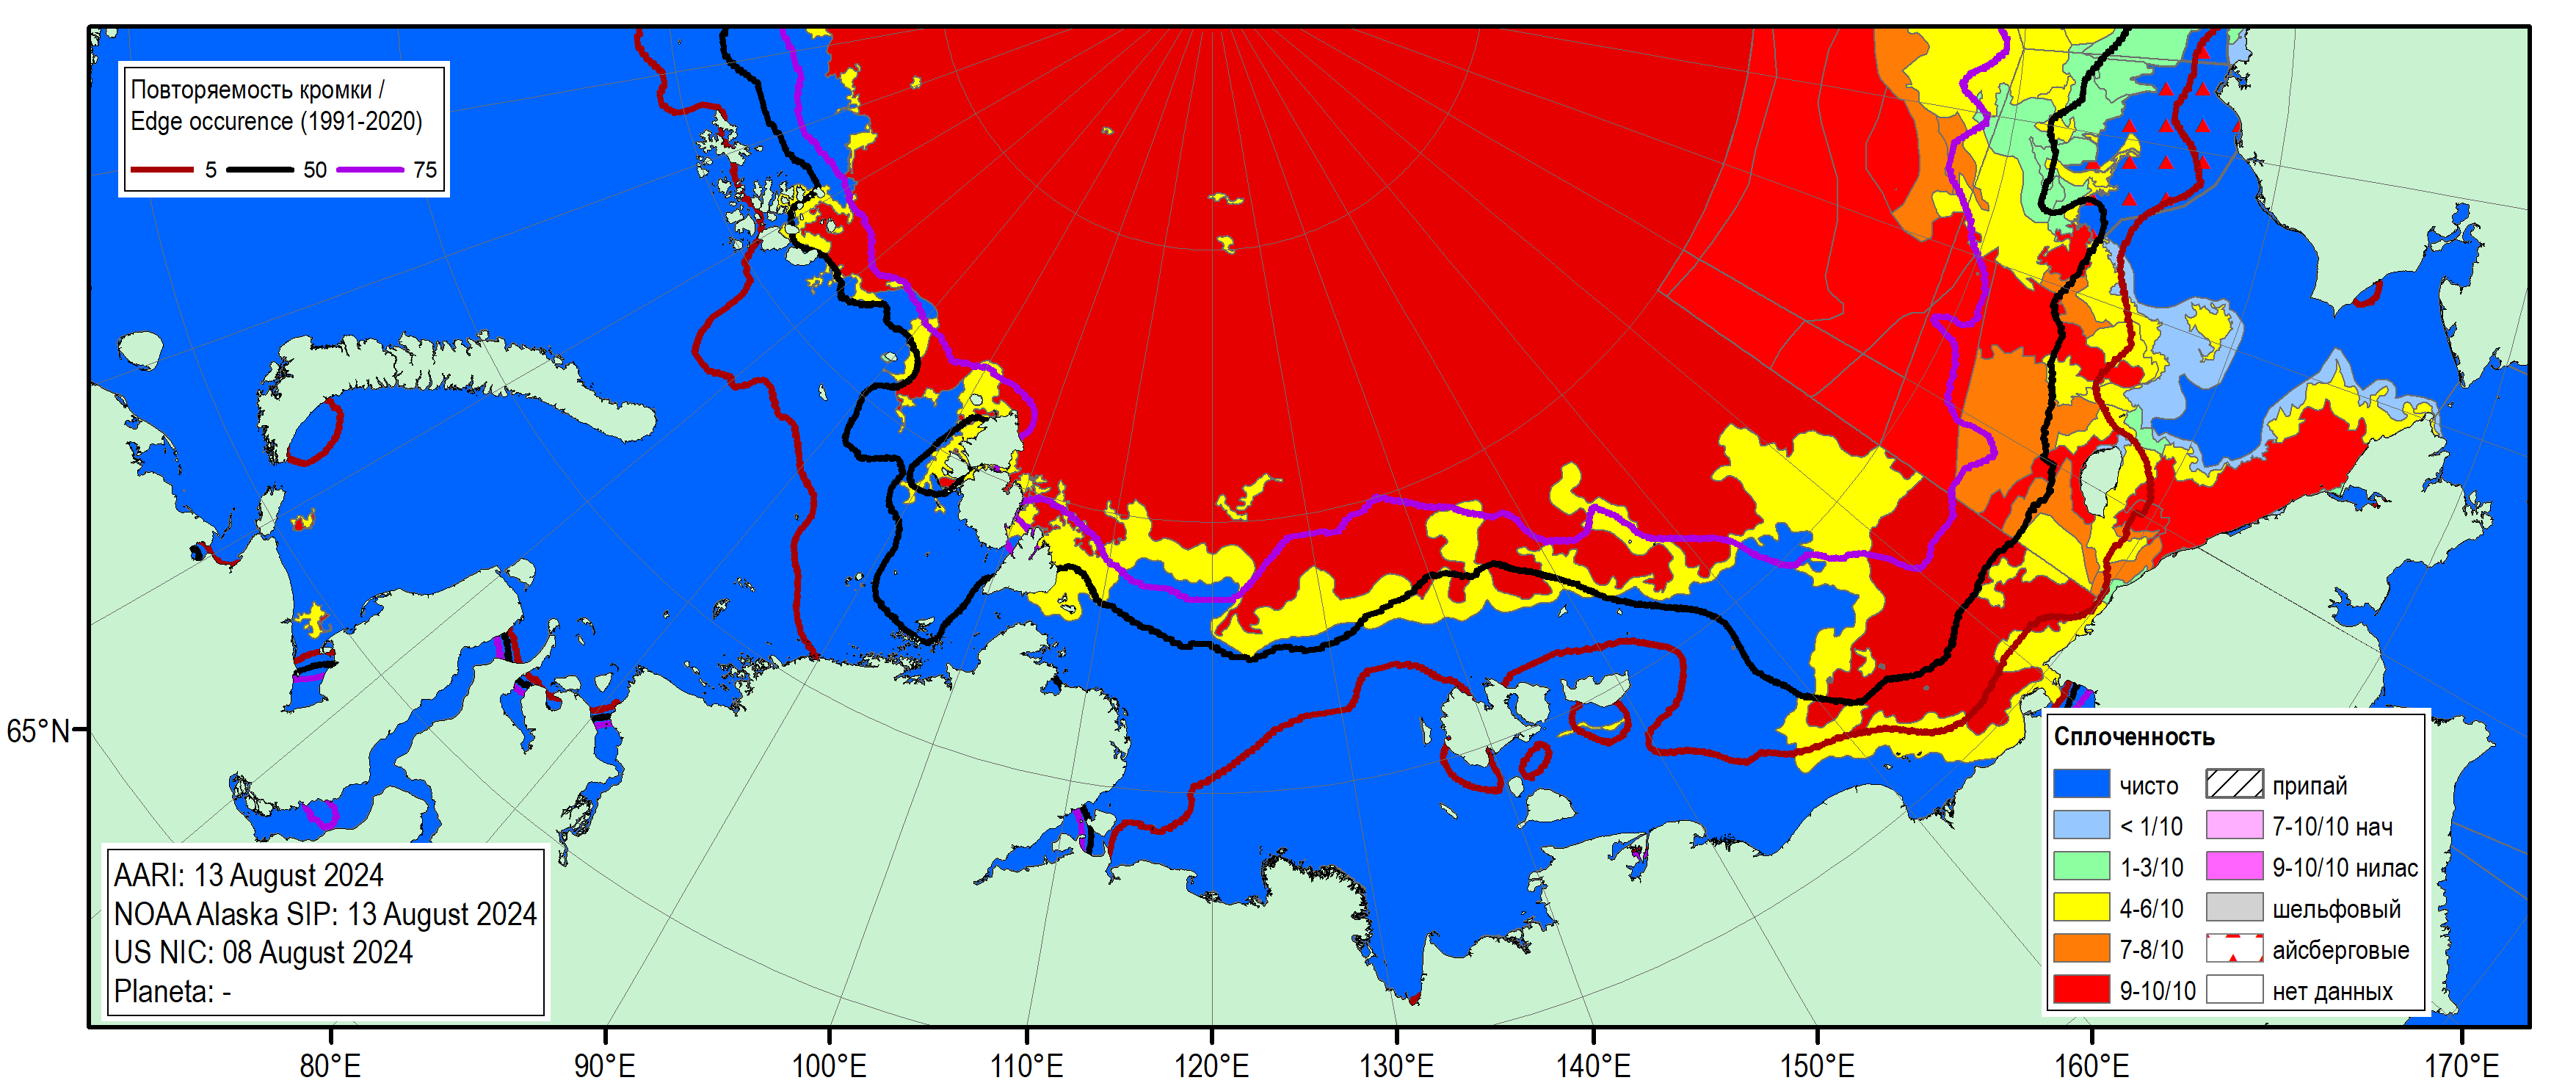 Повторяемость кромки /
Edge occurence (1991-2020)
5 50 75
65°N
AARI: 13 August 2024
NOAA Alaska SIP: 13 August 2024
US NIC: 08 August 2024
Planeta: -
Сплоченность
чисто припай
< 1/10 7-10/10 нач
1-3/10 9-10/10 нилас
4-6/10 шельфовый
7-8/10 айсберговые
9-10/10 нет данных
80°E 90°E 100°E 110°E 120°E 130°E 140°E 150°E 160°E 170°E